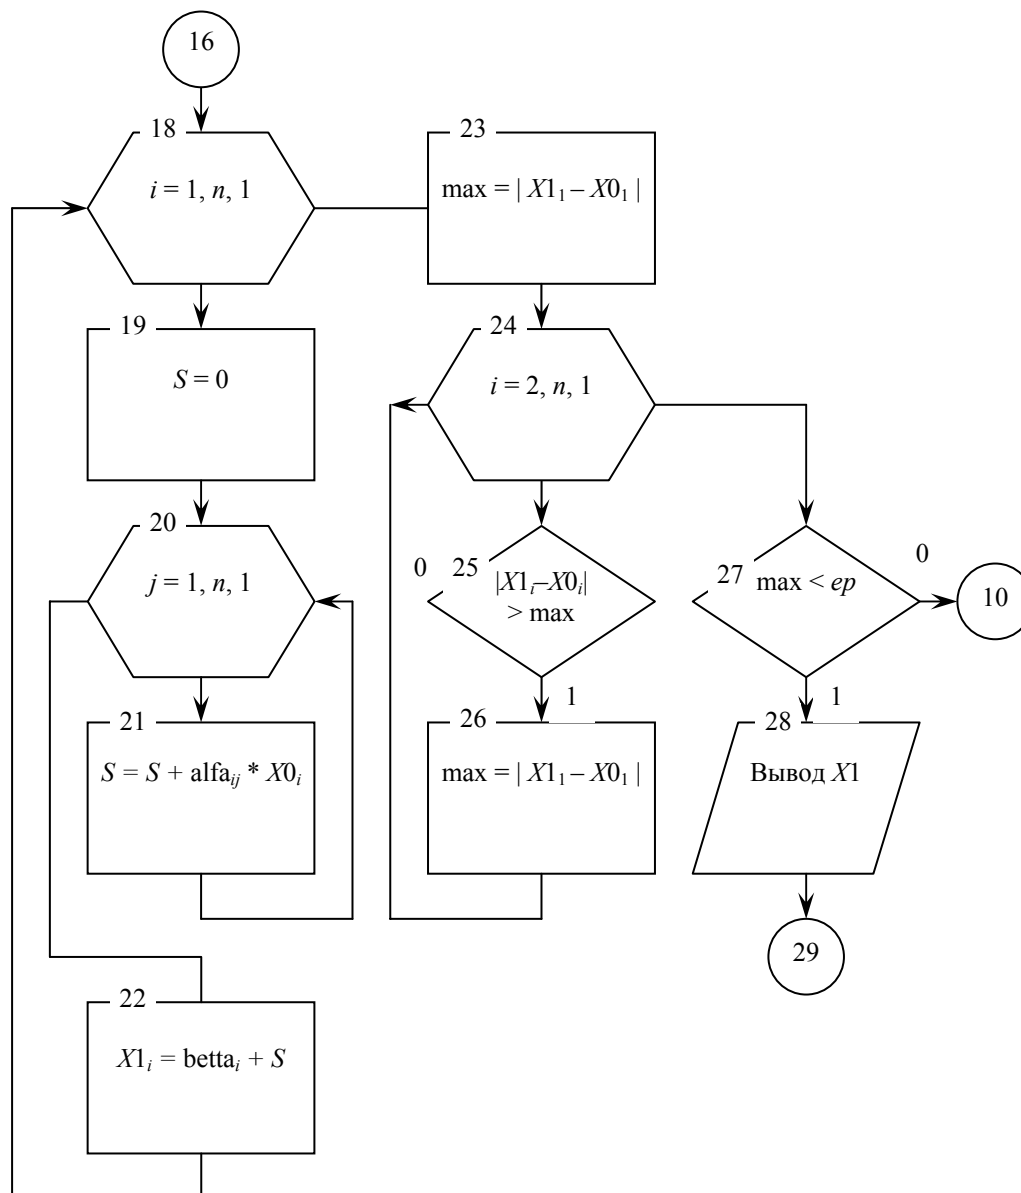 16
18
i = 1, n, 1
19
S = 0
20
j = 1, n, 1
21
S = S + alfaᵢⱼ * X0ᵢ
22
X1ᵢ = bettaᵢ + S
23
max = | X1₁ – X0₁ |
24
i = 2, n, 1
0
25
|X1ᵢ–X0ᵢ|
> max
1
26
max = | X1₁ – X0₁ |
27
max < ep
0
10
1
28
Вывод X1
29